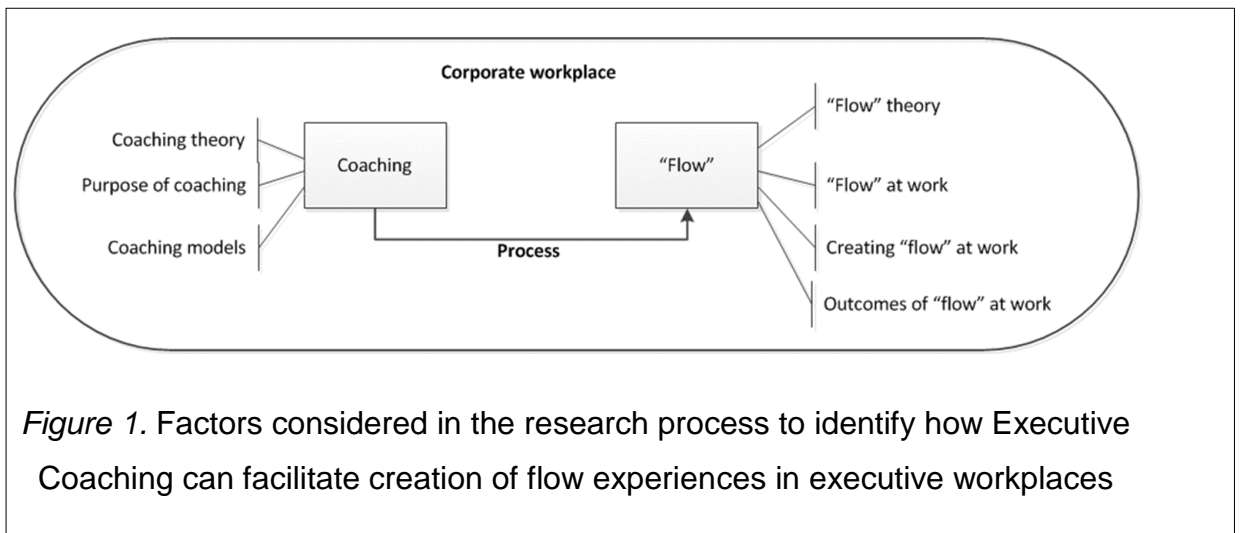 Corporate workplace
Coaching theory
Purpose of coaching
Coaching models
Coaching
Process
“Flow”
“Flow” theory
“Flow” at work
Creating “flow” at work
Outcomes of “flow” at work
Figure 1. Factors considered in the research process to identify how Executive
Coaching can facilitate creation of flow experiences in executive workplaces